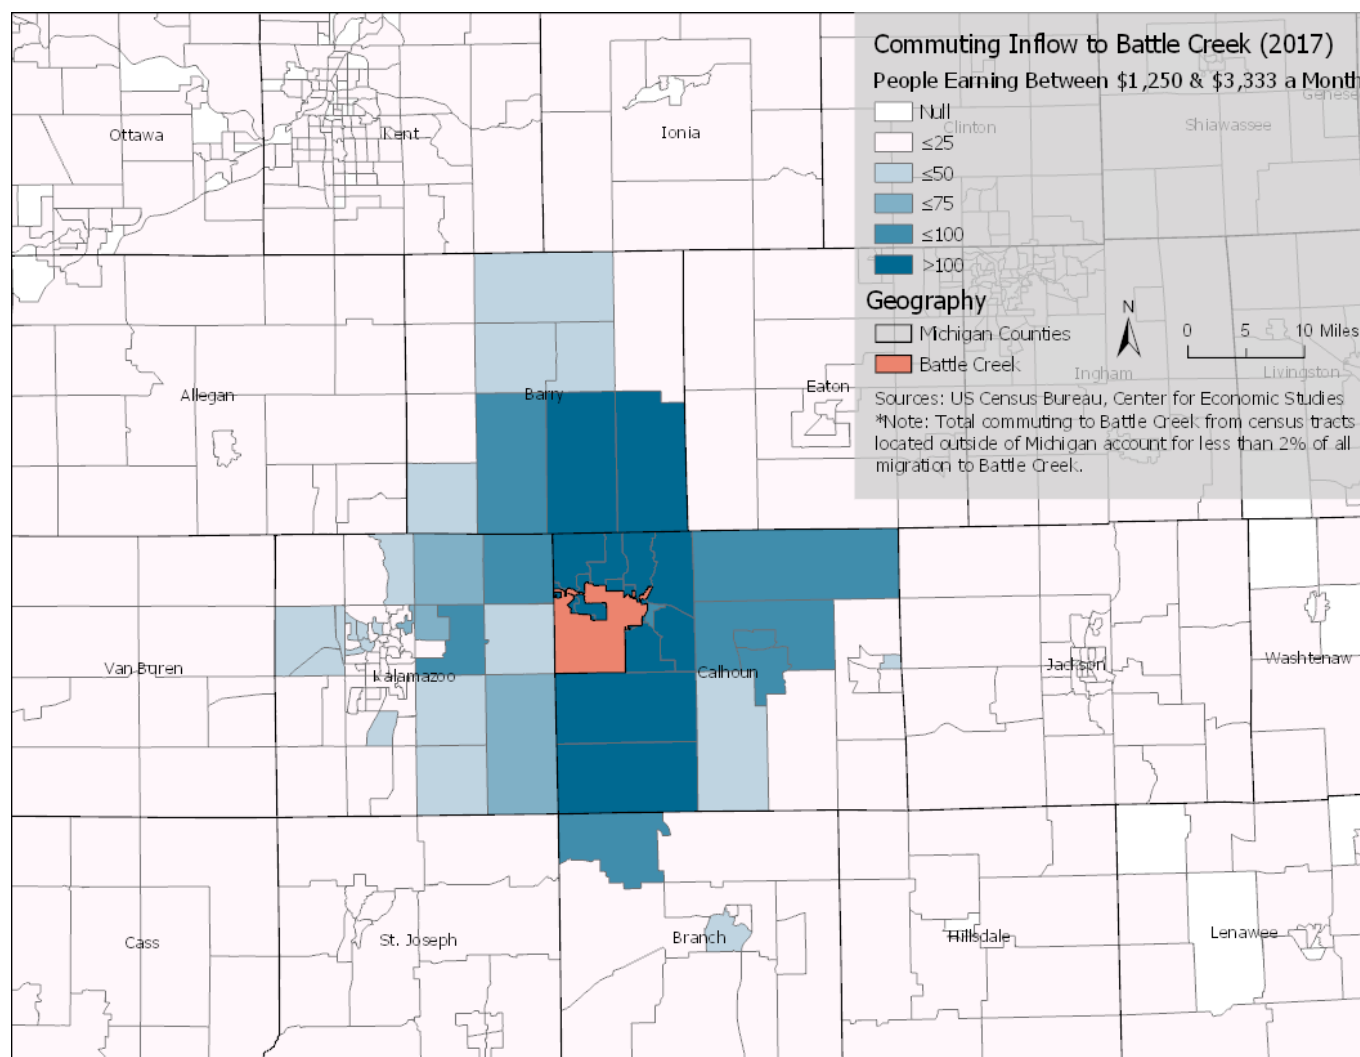 Commuting Inflow to Battle Creek (2017)
People Earning Between $1,250 & $3,333 a Month
Null
≤25
≤50
≤75
≤100
>100
Geography
Michigan Counties
Battle Creek
N
0 5 10 Miles
Sources: US Census Bureau, Center for Economic Studies
*Note: Total commuting to Battle Creek from census tracts
located outside of Michigan account for less than 2% of all
migration to Battle Creek.
Ottawa
Kent
Ionia
Clinton
Shiawassee
Genese
Allegan
Barry
Eaton
Ingham
Livingston
Van Buren
Kalamazoo
Calhoun
Jackson
Washtenaw
Cass
St. Joseph
Branch
Hillsdale
Lenawee